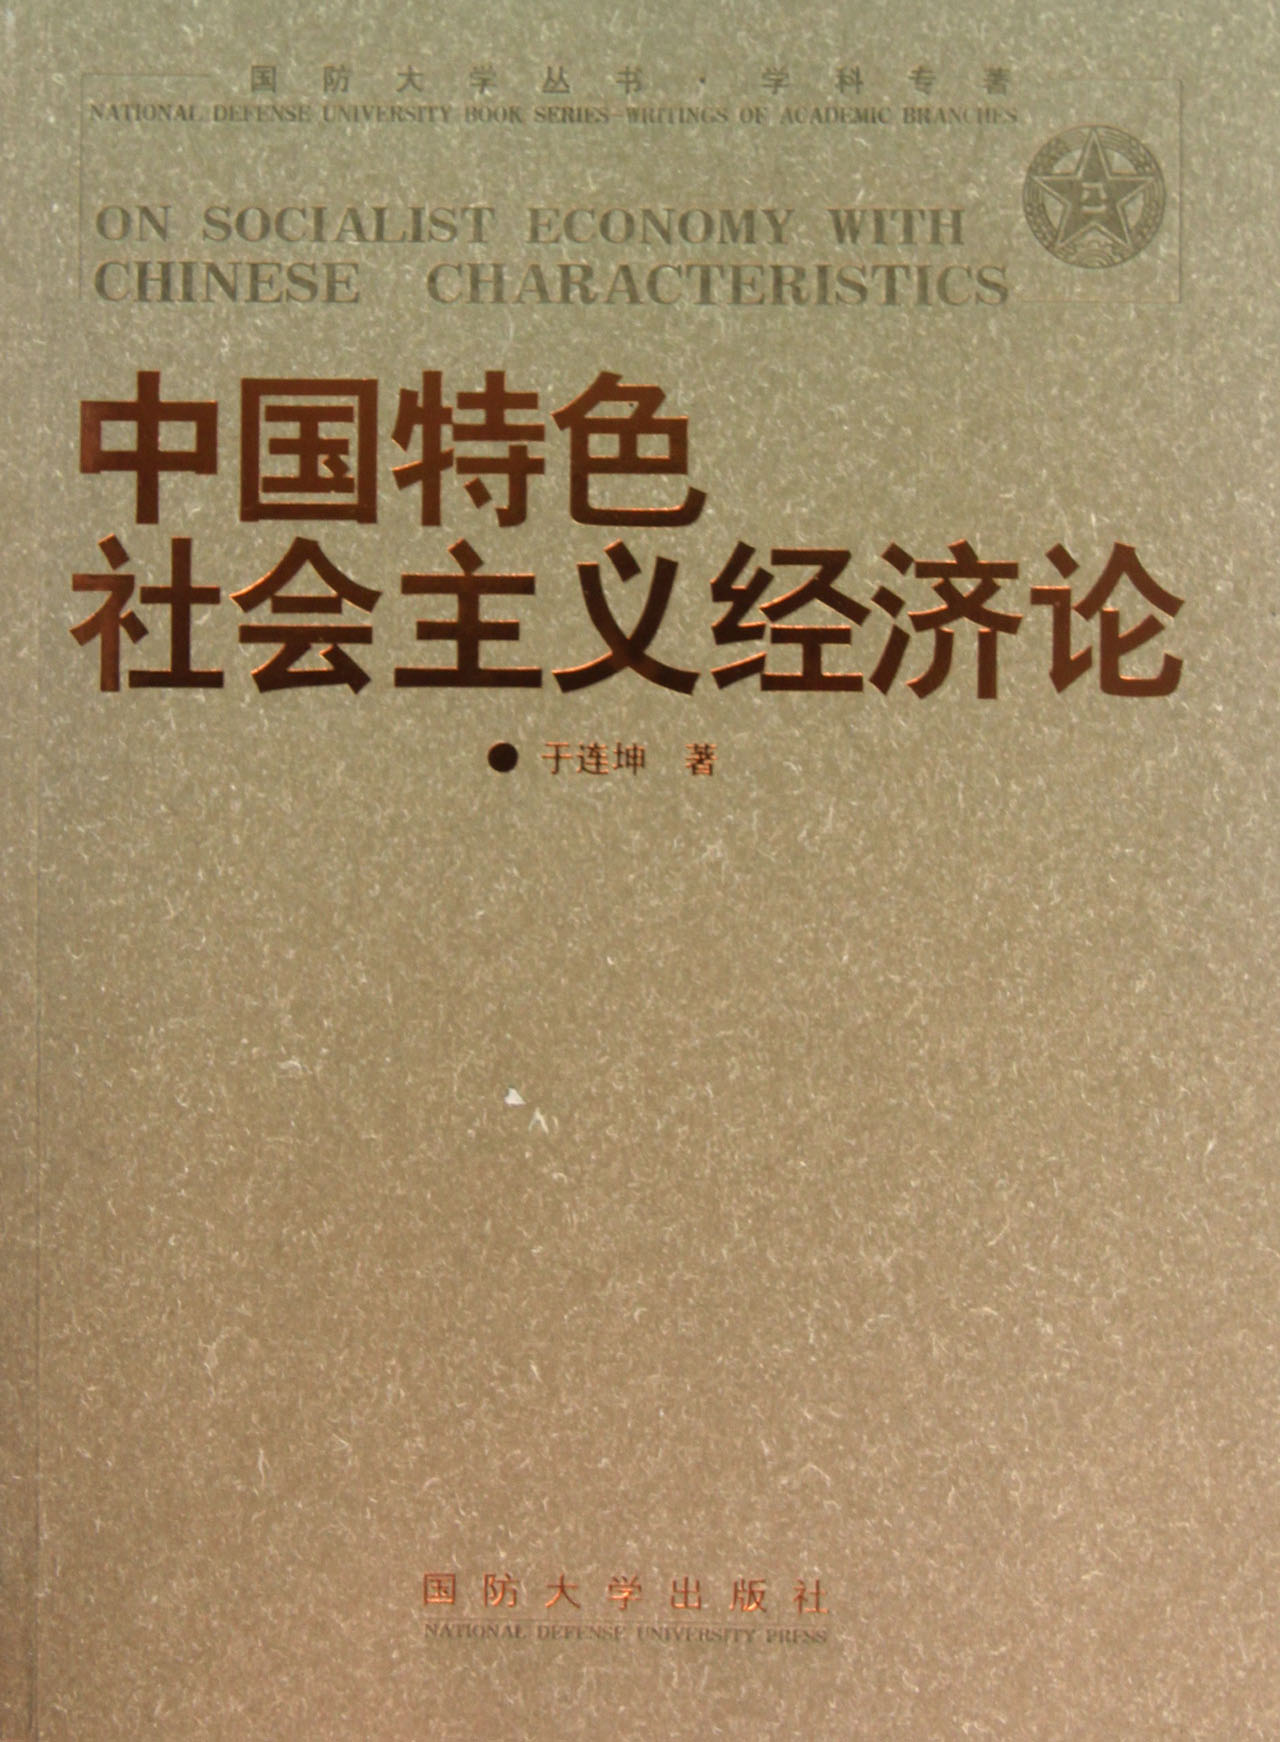 国防大学丛书·学科专著
NATIONAL DEFENSE UNIVERSITY BOOK SERIES-WRITINGS OF ACADEMIC BRANCHES
ON SOCIALIST ECONOMY WITH
CHINESE CHARACTERISTICS
中国特色
社会主义经济论
● 于连坤 著
国防大学出版社
NATIONAL DEFENSE UNIVERSITY PRESS